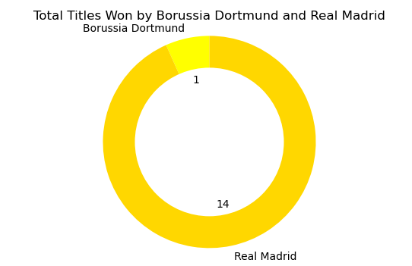 Total Titles Won by Borussia Dortmund and Real Madrid
Borussia Dortmund
1
14
Real Madrid